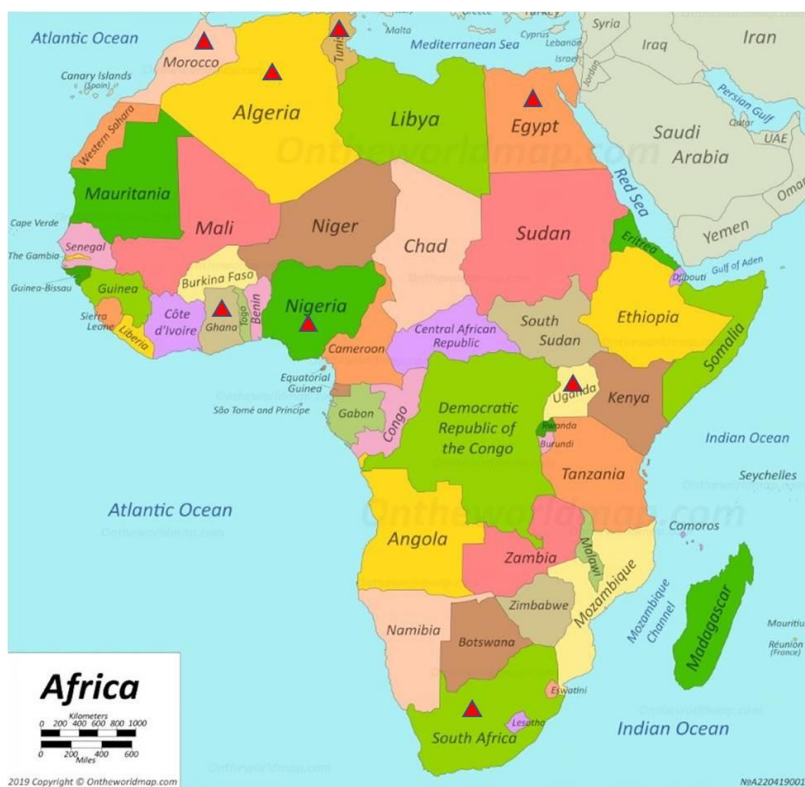 Atlantic Ocean
Malta
Mediterranean Sea
Cyprus
Lebanon
Israel
Jordan
Syria
Iraq
Iran
Canary Islands
(Spain)
Morocco
Tunis
Algeria
Libya
Egypt
Persian Gulf
Qatar
UAE
Saudi
Arabia
Oman
Western Sahara
Ontheworldmap.com
Red Sea
Yemen
Mauritania
Mali
Niger
Chad
Sudan
Eritrea
Cape Verde
Senegal
The Gambia
Guinea-Bissau
Guinea
Burkina Faso
Sierra
Leone
Liberia
Côte
d'Ivoire
Ghana
Togo
Benin
Nigeria
Cameroon
Central African
Republic
South
Sudan
Ethiopia
Djibouti
Gulf of Aden
Somalia
Equatorial
Guinea
São Tomé and Príncipe
Gabon
Congo
Democratic
Republic of
the Congo
Uganda
Kenya
Rwanda
Burundi
Tanzania
Indian Ocean
Seychelles
Atlantic Ocean
Ontheworldmap.com
Angola
Zambia
Malawi
Comoros
Mozambique
Mozambique
Channel
Madagascar
Mauritiu
Réunion
(France)
Zimbabwe
Namibia
Botswana
Eswatini
Lesotho
South Africa
Indian Ocean
Africa
Kilometers
0 200 400 600 800 1000
0 200 400 600
Miles
2019 Copyright © Ontheworldmap.com
№A220419001